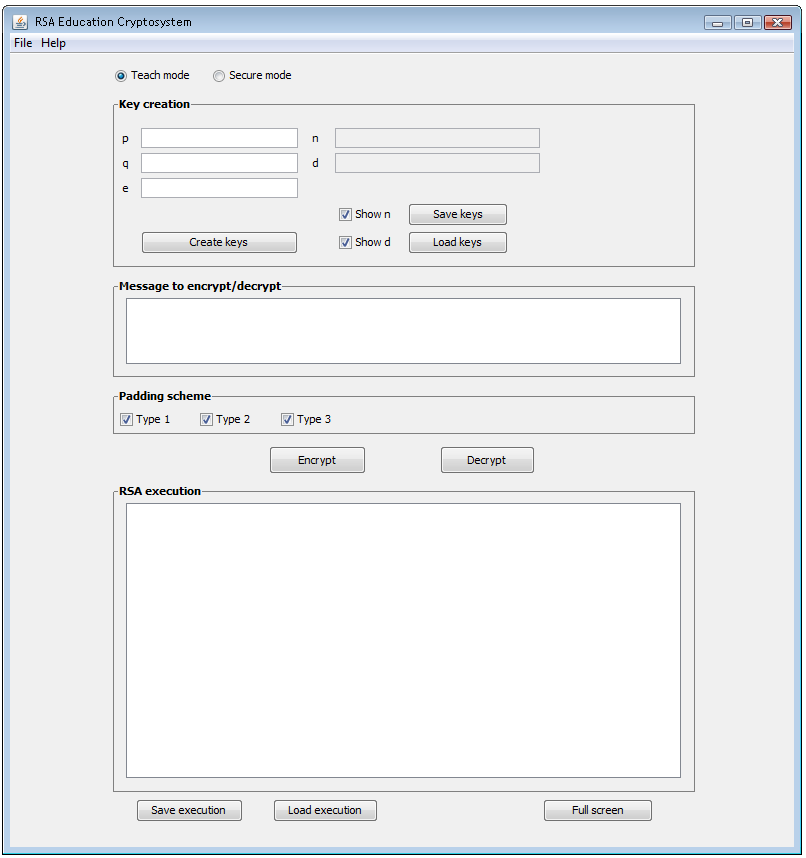 RSA Education Cryptosystem
File Help
Teach mode Secure mode
Key creation
p n
q d
e
Show n Save keys
Create keys Show d Load keys
Message to encrypt/decrypt
Padding scheme
Type 1 Type 2 Type 3
Encrypt Decrypt
RSA execution
Save execution Load execution Full screen